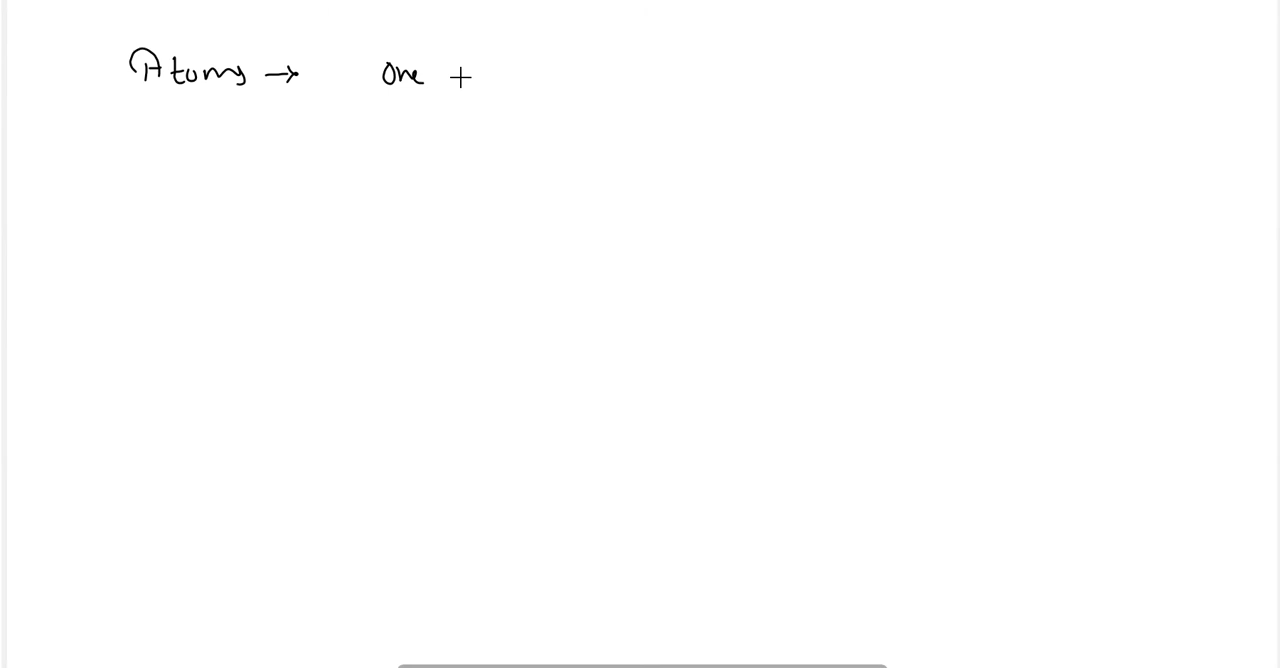 Atoms → One +